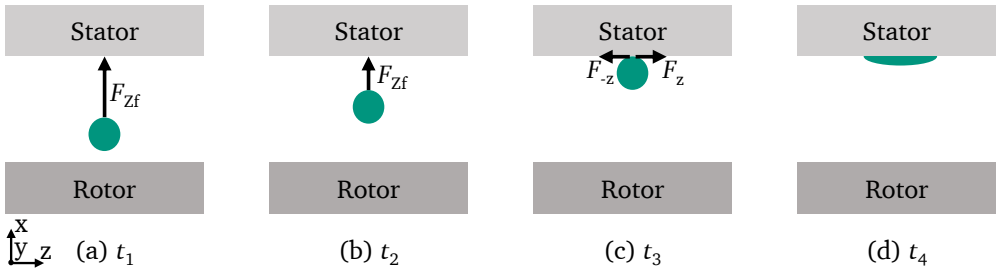 Stator Stator Stator Stator
F_Zf F_Zf F_-z F_z
Rotor Rotor Rotor Rotor
x
y z (a) t_1 (b) t_2 (c) t_3 (d) t_4